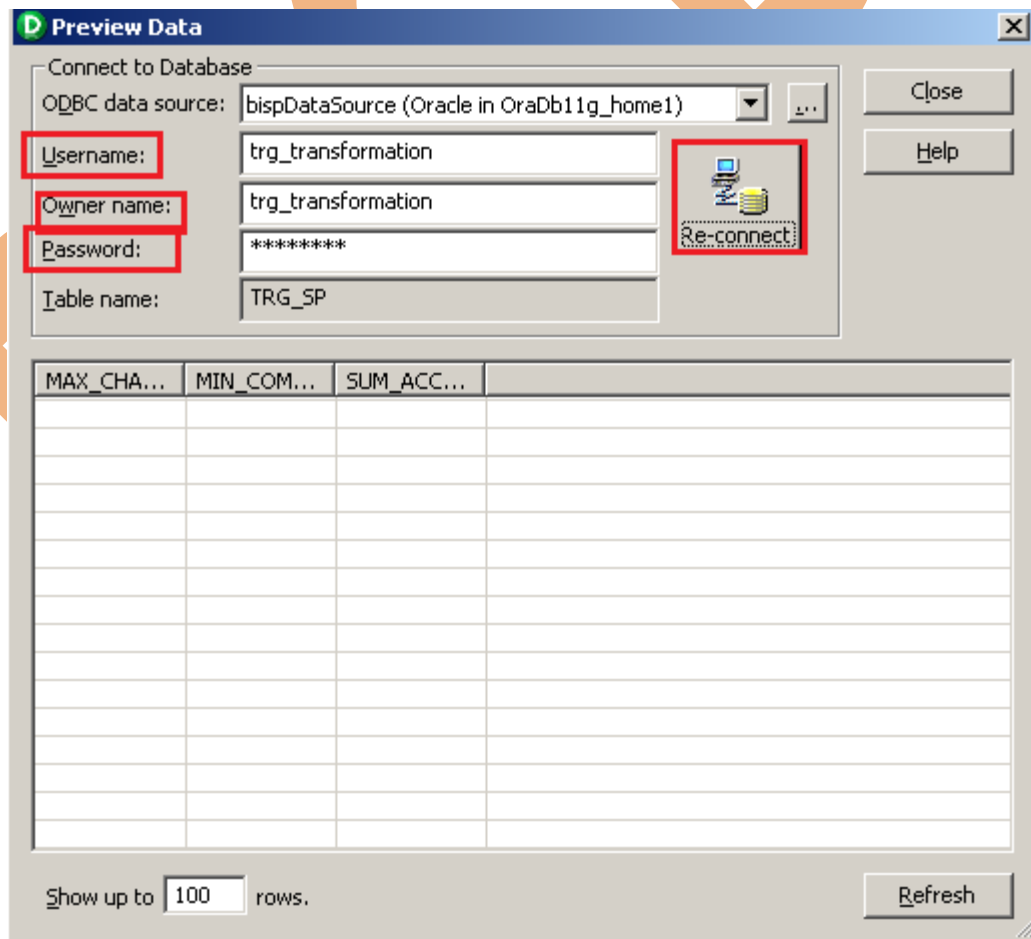 Preview Data
Connect to Database
ODBC data source: bispDataSource (Oracle in OraDb11g_home1) ...
Close
Username: trg_transformation
Help
Owner name: trg_transformation
Re-connect
Password: ********
Table name: TRG_SP
MAX_CHA... MIN_COM... SUM_ACC...
Show up to 100 rows.
Refresh